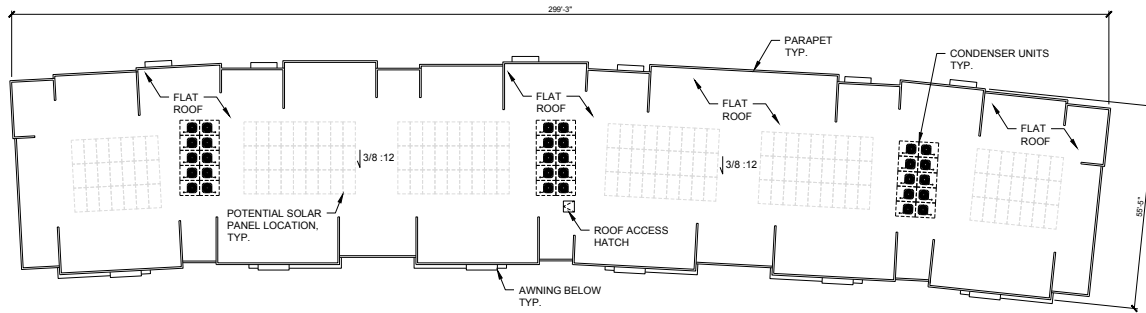 299'-3"
PARAPET
TYP.
CONDENSER UNITS
TYP.
FLAT
ROOF
FLAT
ROOF
FLAT
ROOF
FLAT
ROOF
3/8 :12
3/8 :12
55'-5"
POTENTIAL SOLAR
PANEL LOCATION,
TYP.
ROOF ACCESS
HATCH
AWNING BELOW
TYP.